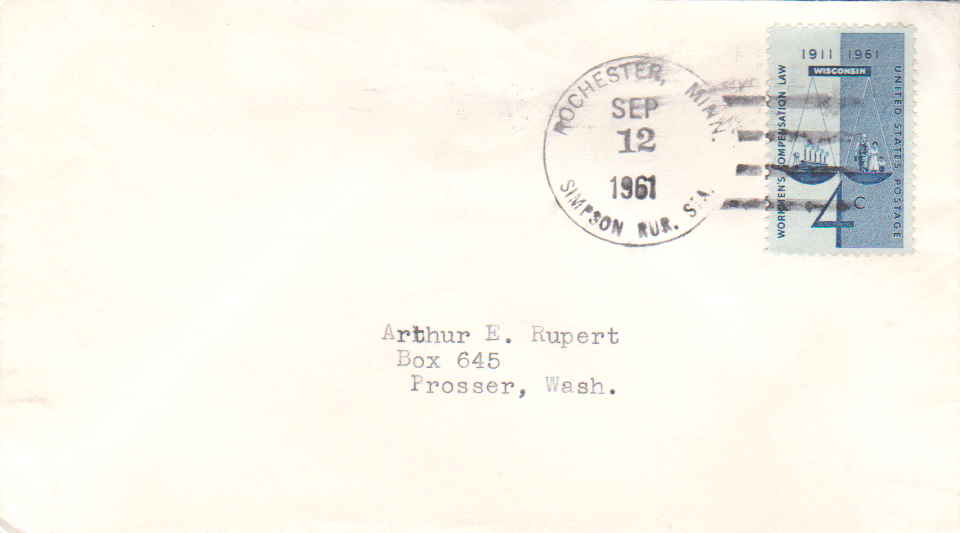 ROCHESTER, MINN.
SEP
12
1961
SIMPSON RUR. STA.
1911 1961
WISCONSIN
WORKMEN'S COMPENSATION LAW
UNITED STATES POSTAGE
4c
Arthur E. Rupert
Box 645
Prosser, Wash.